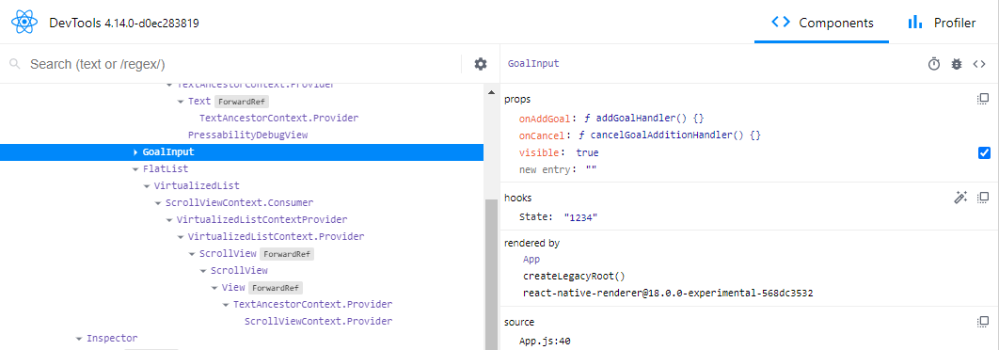 DevTools 4.14.0-d0ec283819
Components
Profiler
Search (text or /regex/)
TextAncestorContext.Provider
Text ForwardRef
TextAncestorContext.Provider
PressabilityDebugView
GoalInput
FlatList
VirtualizedList
ScrollViewContext.Consumer
VirtualizedListContextProvider
VirtualizedListContext.Provider
ScrollView ForwardRef
ScrollView
View ForwardRef
TextAncestorContext.Provider
ScrollViewContext.Provider
Inspector
GoalInput
props
onAddGoal: ƒ addGoalHandler() {}
onCancel: ƒ cancelGoalAdditionHandler() {}
visible: true
new entry: ""
hooks
State: "1234"
rendered by
App
createLegacyRoot()
react-native-renderer@18.0.0-experimental-568dc3532
source
App.js:40